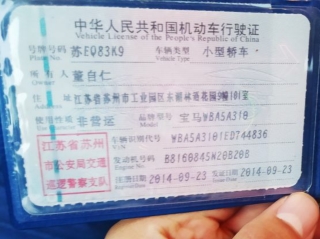 中华人民共和国机动车行驶证
Vehicle License of the People's Republic of China
号牌号码 苏EQ83K9 车辆类型 小型轿车
Plate No. Vehicle Type
所有人 董自仁
Owner
住址 江苏省苏州市工业园区东湖林语花园9幢101室
Address
使用性质 非营运 品牌型号 宝马WBA5A310
Use Character Model
江苏省苏州市公安局交通巡逻警察支队
车辆识别代号 WBA5A3101ED744836
VIN
发动机号码 B8160845N20B20B
Engine No.
注册日期 2014-09-23 发证日期 2014-09-23
Register Date Issue Date